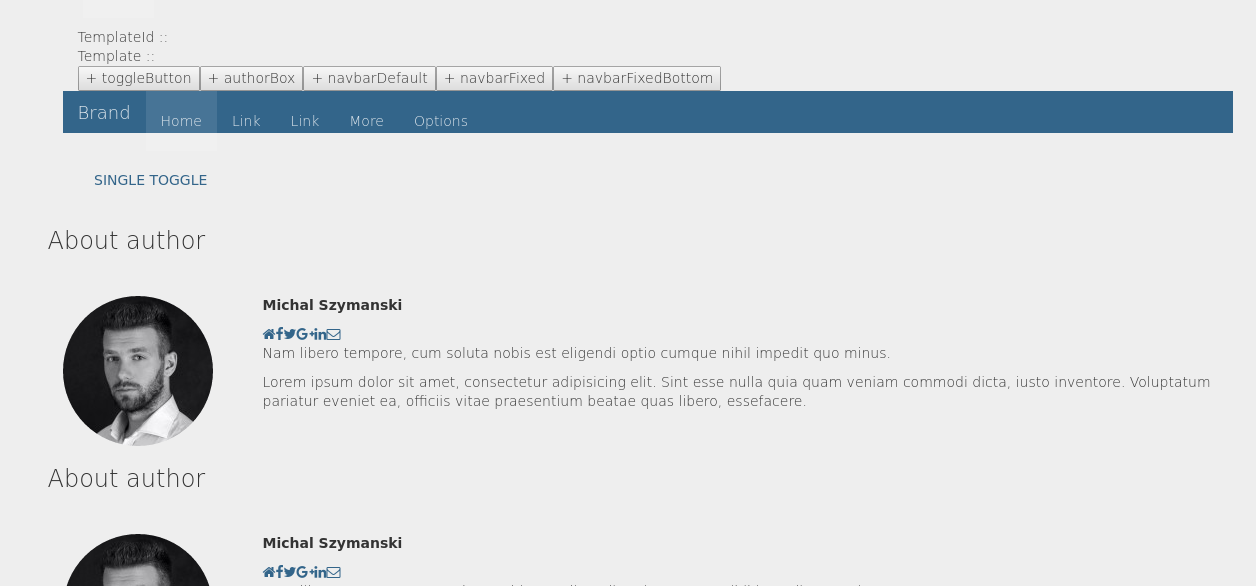 TemplateId ::
Template ::
+ toggleButton + authorBox + navbarDefault + navbarFixed + navbarFixedBottom
Brand Home Link Link More Options
SINGLE TOGGLE
About author
Michal Szymanski
Nam libero tempore, cum soluta nobis est eligendi optio cumque nihil impedit quo minus.
Lorem ipsum dolor sit amet, consectetur adipisicing elit. Sint esse nulla quia quam veniam commodi dicta, iusto inventore. Voluptatum
pariatur eveniet ea, officiis vitae praesentium beatae quas libero, essefacere.
About author
Michal Szymanski